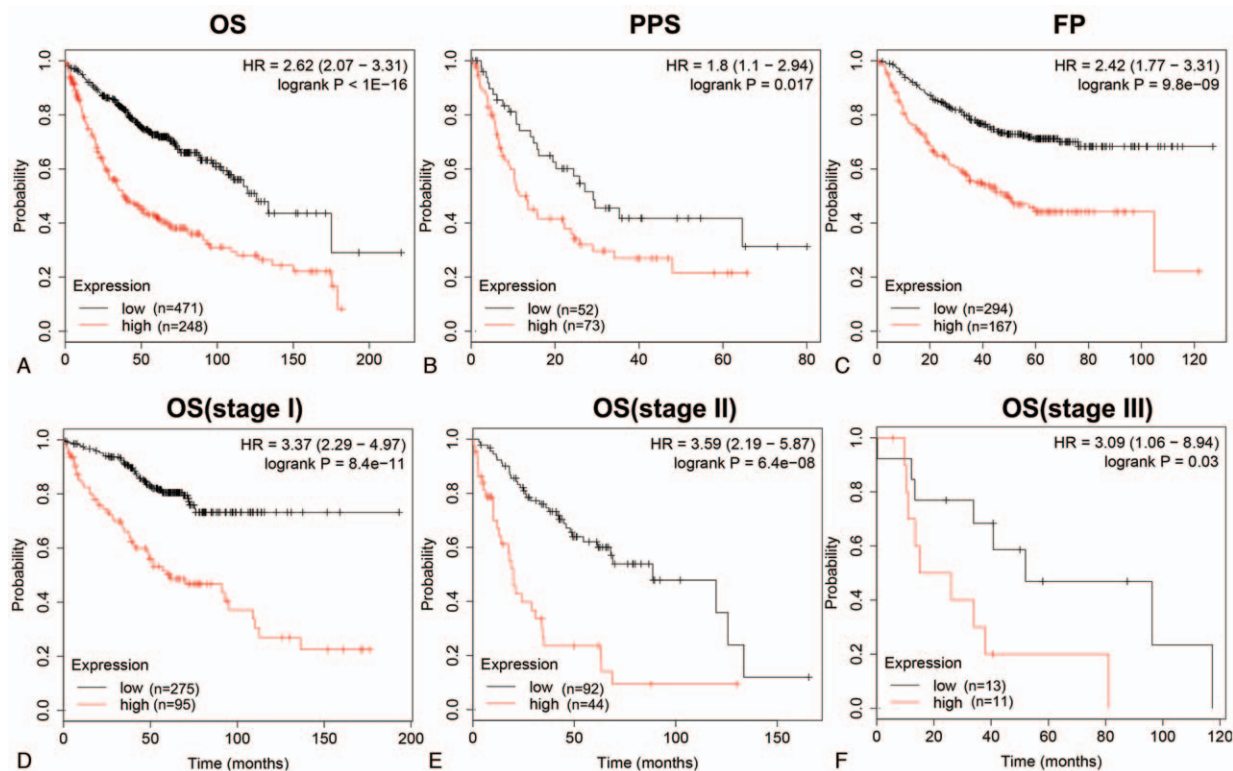 OS
HR = 2.62 (2.07 − 3.31)
logrank P < 1E−16
Probability
1.0
0.8
0.6
0.4
0.2
0.0
Expression
low (n=471)
high (n=248)
0 50 100 150 200
A
PPS
HR = 1.8 (1.1 − 2.94)
logrank P = 0.017
Probability
1.0
0.8
0.6
0.4
0.2
0.0
Expression
low (n=52)
high (n=73)
0 20 40 60 80
B
FP
HR = 2.42 (1.77 − 3.31)
logrank P = 9.8e−09
Probability
1.0
0.8
0.6
0.4
0.2
0.0
Expression
low (n=294)
high (n=167)
0 20 40 60 80 100 120
C
OS(stage I)
HR = 3.37 (2.29 − 4.97)
logrank P = 8.4e−11
Probability
1.0
0.8
0.6
0.4
0.2
0.0
Expression
low (n=275)
high (n=95)
0 50 100 150 200
Time (months)
D
OS(stage II)
HR = 3.59 (2.19 − 5.87)
logrank P = 6.4e−08
Probability
1.0
0.8
0.6
0.4
0.2
0.0
Expression
low (n=92)
high (n=44)
0 50 100 150
Time (months)
E
OS(stage III)
HR = 3.09 (1.06 − 8.94)
logrank P = 0.03
Probability
1.0
0.8
0.6
0.4
0.2
0.0
Expression
low (n=13)
high (n=11)
0 20 40 60 80 100 120
Time (months)
F